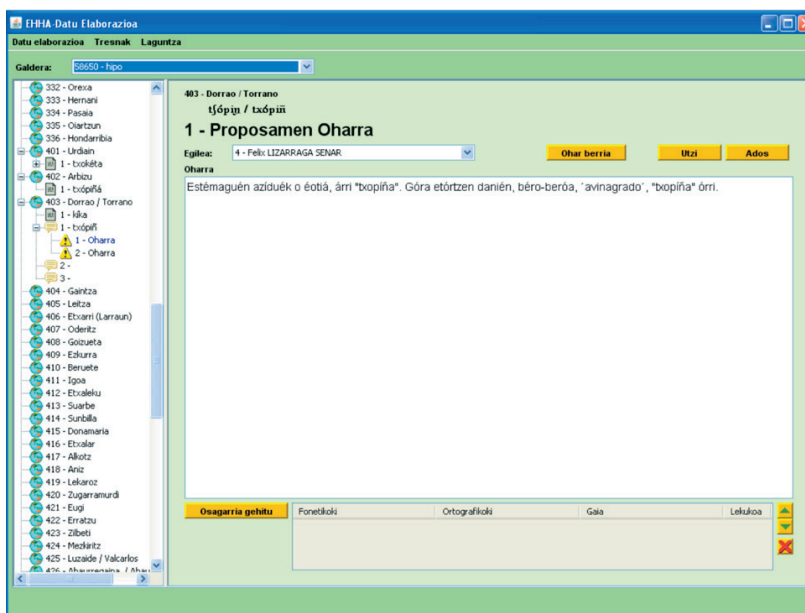 EHHA-Datu Elaborazioa
Datu elaborazioa Tresnak Laguntza
Galdera: 58650 - hipo
332 - Orexa
333 - Hernani
334 - Pasaia
335 - Oiartzun
336 - Hondarribia
401 - Urdiain
1 - txokéta
402 - Arbizu
1 - txópiñá
403 - Dorrao / Torrano
1 - kika
1 - txópiñ
1 - Oharra
2 - Oharra
2 -
3 -
404 - Gaintza
405 - Leitza
406 - Etxarri (Larraun)
407 - Oderitz
408 - Goizueta
409 - Ezkurra
410 - Beruete
411 - Igoa
412 - Etxaleku
413 - Suarbe
414 - Sunbilla
415 - Donamaria
416 - Etxalar
417 - Alkotz
418 - Aniz
419 - Lekaroz
420 - Zugarramurdi
421 - Eugi
422 - Erratzu
423 - Zilbeti
424 - Mezkiritz
425 - Luzaide / Valcarlos
403 - Dorrao / Torrano
tʃópiɲ / txópiñ
1 - Proposamen Oharra
Egilea: 4 - Felix LIZARRAGA SENAR Ohar berria Utzi Ados
Oharra
Estémaguén azíduék o éotiá, árri "txopíña". Góra etórtzen danién, béro-beróa, ´avinagrado´, "txopíña" órri.
Osagarria gehitu Fonetikoki Ortografikoki Gaia Lekukoa